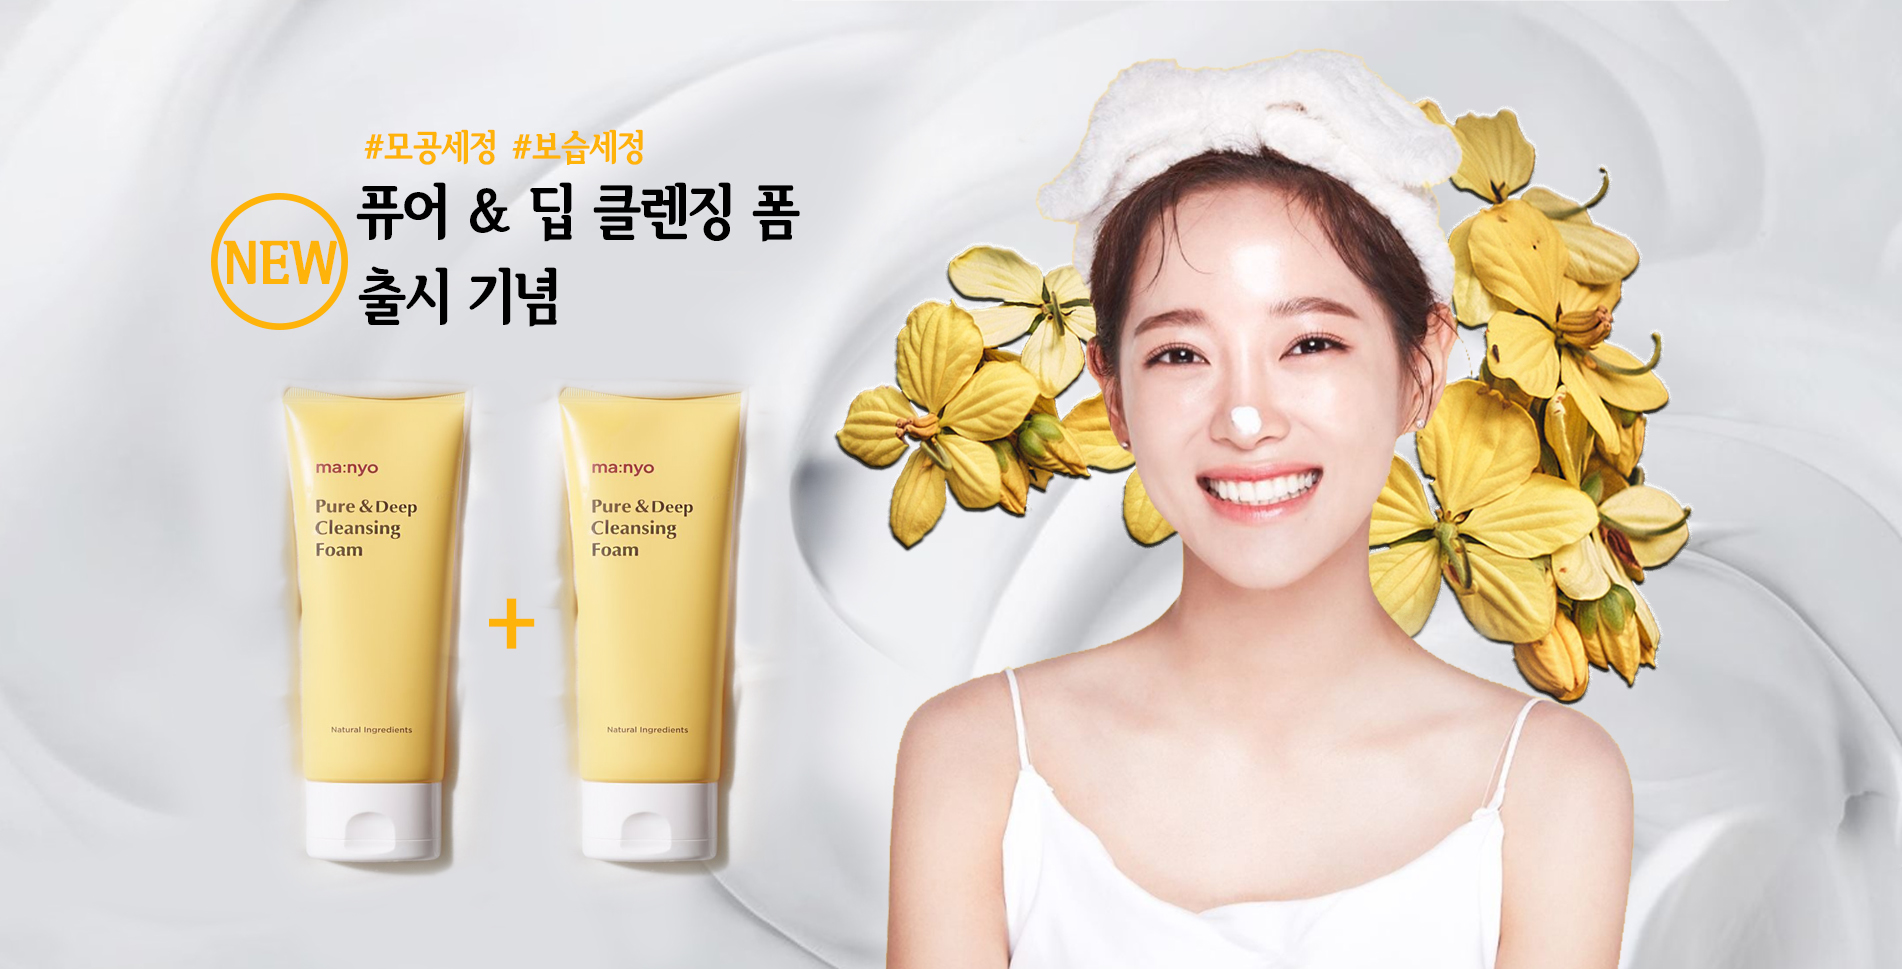 #모공세정 #보습세정
NEW
퓨어 & 딥 클렌징 폼
출시 기념
ma:nyo
Pure & Deep
Cleansing
Foam
Natural Ingredients
+
ma:nyo
Pure & Deep
Cleansing
Foam
Natural Ingredients